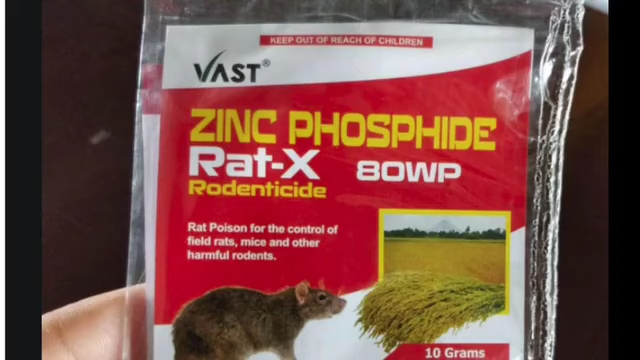 KEEP OUT OF REACH OF CHILDREN
VAST®
ZINC PHOSPHIDE
Rat-X 80WP
Rodenticide
Rat Poison for the control of
field rats, mice and other
harmful rodents.
10 Grams